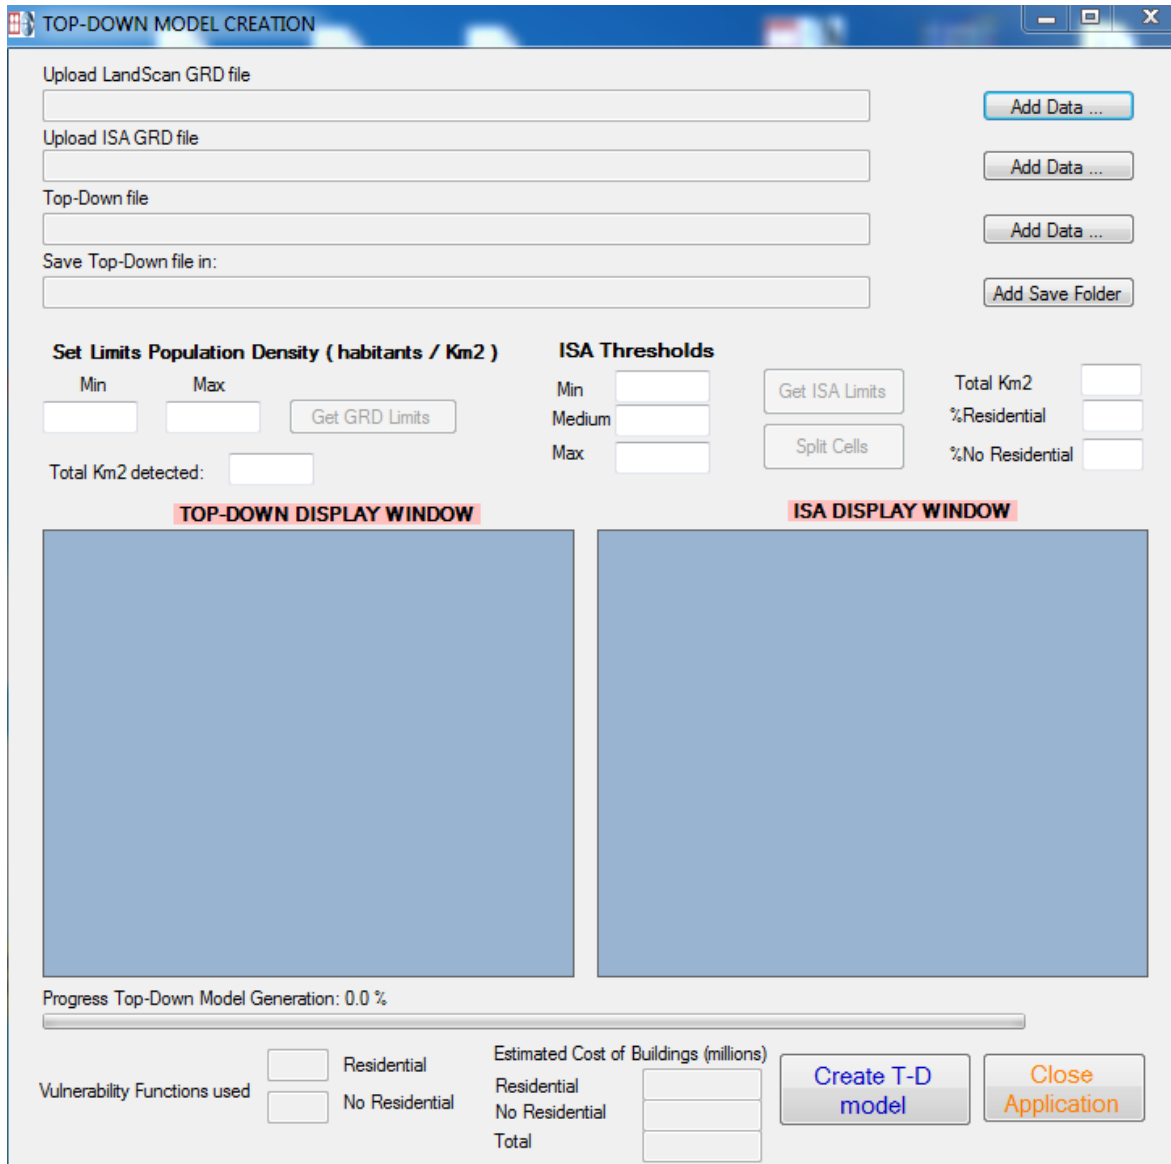 TOP-DOWN MODEL CREATION
Upload LandScan GRD file
Add Data ...
Upload ISA GRD file
Add Data ...
Top-Down file
Add Data ...
Save Top-Down file in:
Add Save Folder
Set Limits Population Density ( habitants / Km2 )
Min
Max
Get GRD Limits
Total Km2 detected:
ISA Thresholds
Min
Medium
Max
Get ISA Limits
Split Cells
Total Km2
%Residential
%No Residential
TOP-DOWN DISPLAY WINDOW
ISA DISPLAY WINDOW
Progress Top-Down Model Generation: 0.0 %
Vulnerability Functions used
Residential
No Residential
Estimated Cost of Buildings (millions)
Residential
No Residential
Total
Create T-D
model
Close
Application